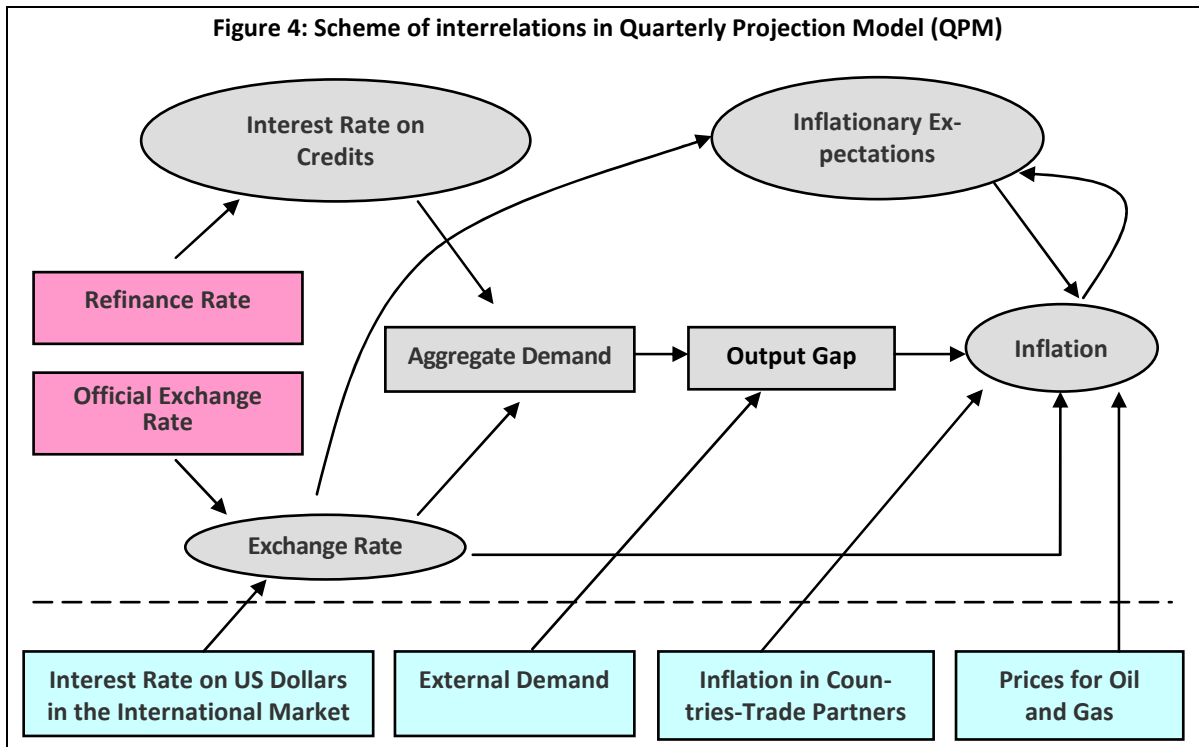 Figure 4: Scheme of interrelations in Quarterly Projection Model (QPM)
Interest Rate on
Credits
Inflationary Ex-
pectations
Refinance Rate
Official Exchange
Rate
Aggregate Demand
Output Gap
Inflation
Exchange Rate
Interest Rate on US Dollars
in the International Market
External Demand
Inflation in Coun-
tries-Trade Partners
Prices for Oil
and Gas